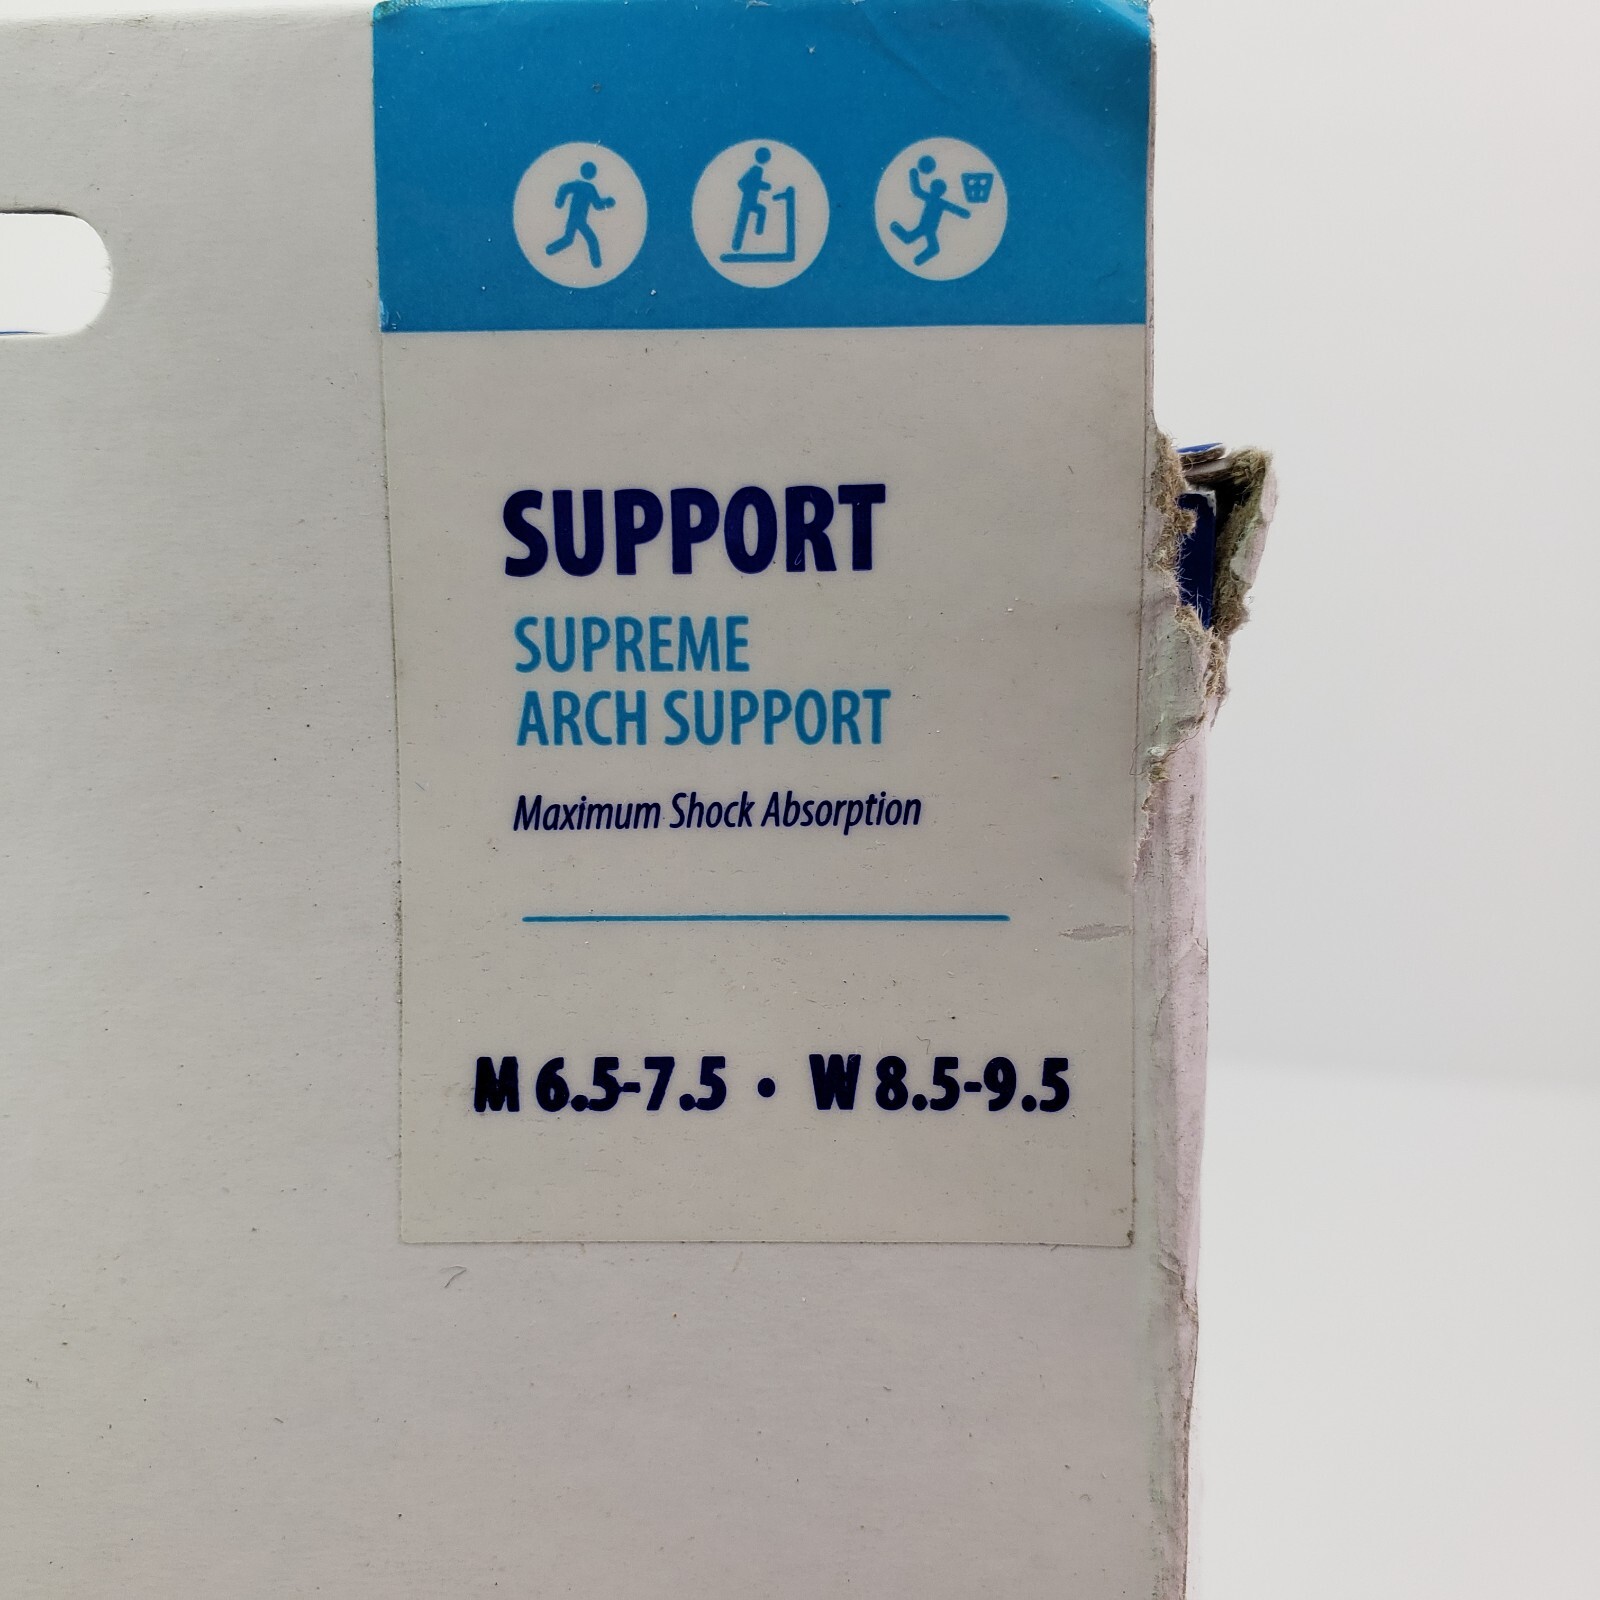 SUPPORT
SUPREME
ARCH SUPPORT
Maximum Shock Absorption
M 6.5-7.5 • W 8.5-9.5